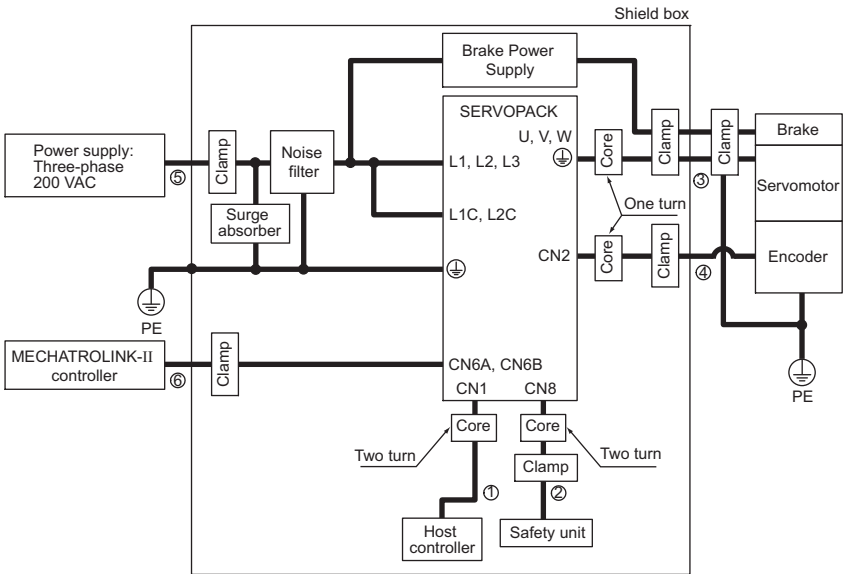 Shield box
Brake Power
Supply
SERVOPACK
U, V, W
Power supply:
Three-phase
200 VAC
⑤
Clamp
Noise
filter
L1, L2, L3
Core
Clamp
③
Clamp
Brake
Servomotor
Surge
absorber
L1C, L2C
One turn
CN2
Core
Clamp
④
Encoder
PE
MECHATROLINK-II
controller
⑥
Clamp
CN6A, CN6B
CN1
CN8
PE
Core
Core
Two turn
Two turn
Clamp
①
②
Host
controller
Safety unit